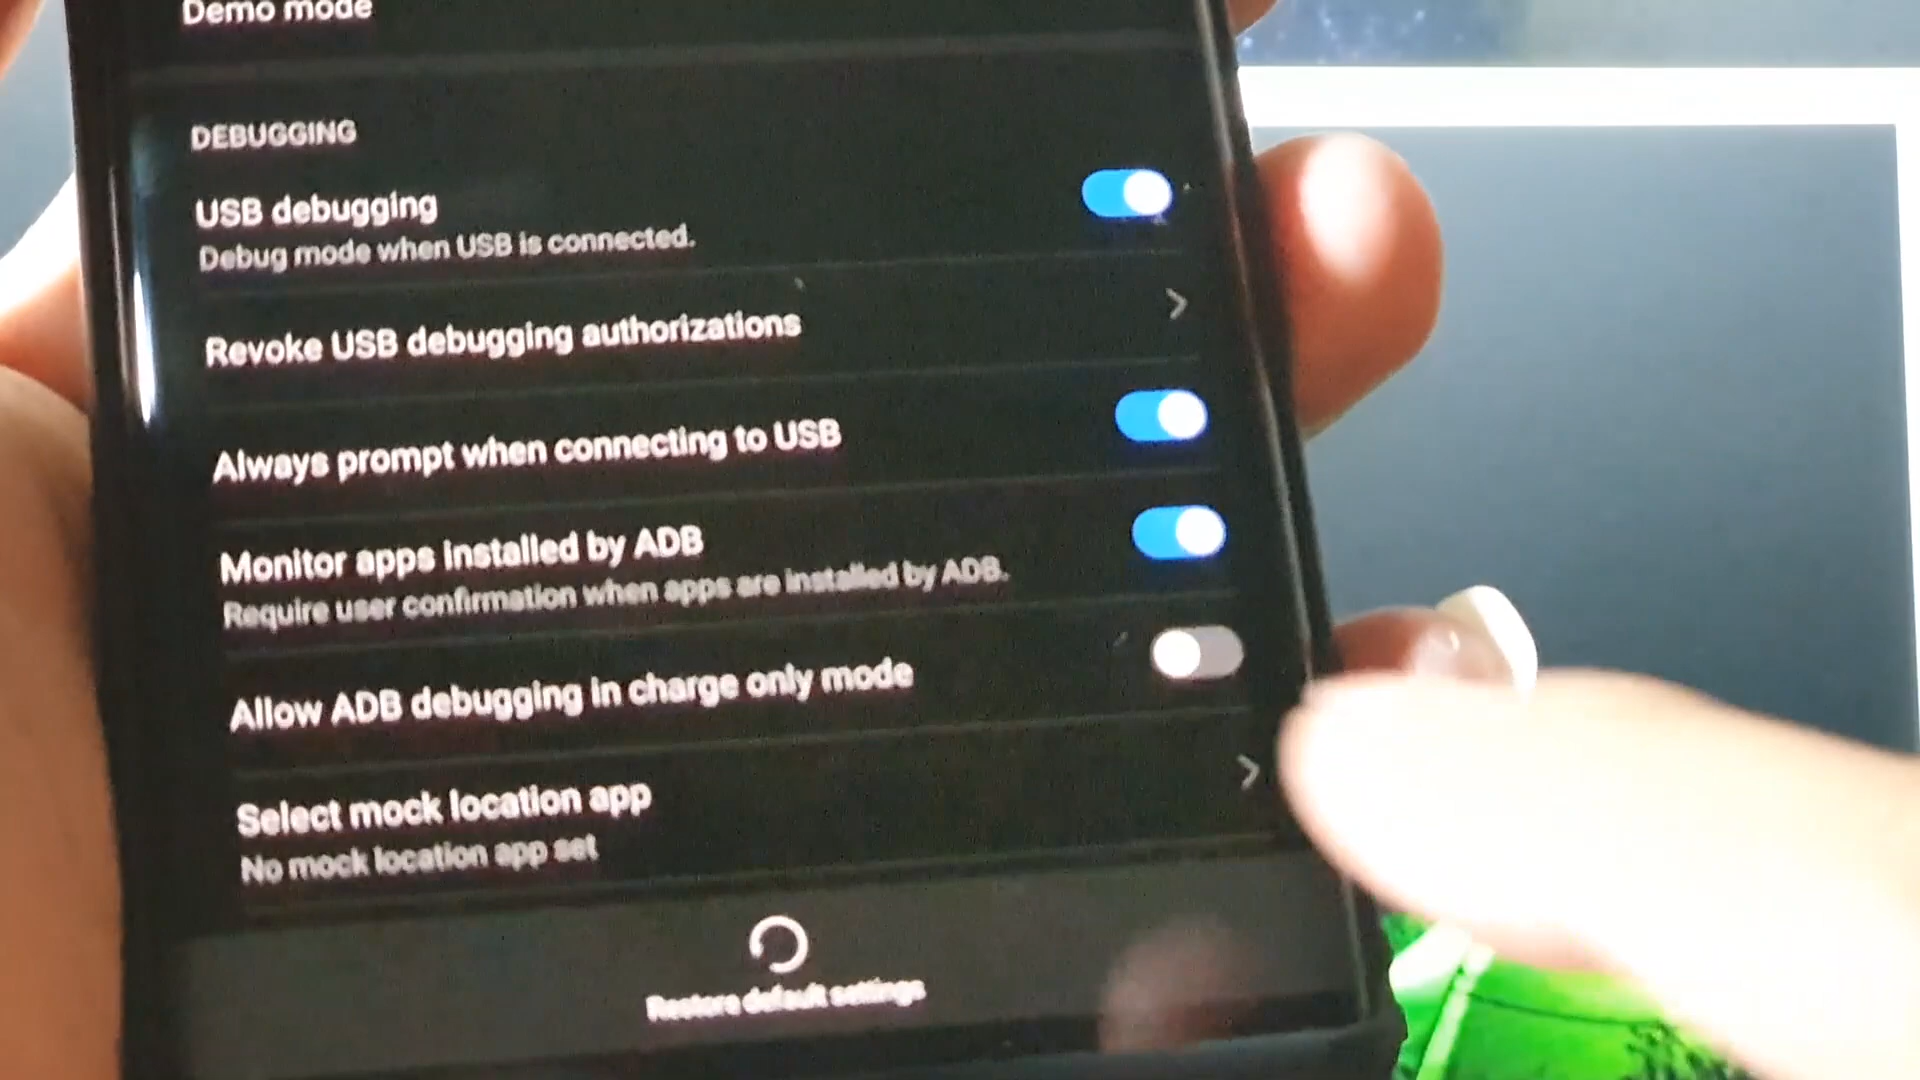 Demo mode
DEBUGGING
USB debugging
Debug mode when USB is connected.
Revoke USB debugging authorizations
Always prompt when connecting to USB
Monitor apps installed by ADB
Require user confirmation when apps are installed by ADB.
Allow ADB debugging in charge only mode
Select mock location app
No mock location app set
Restore default settings